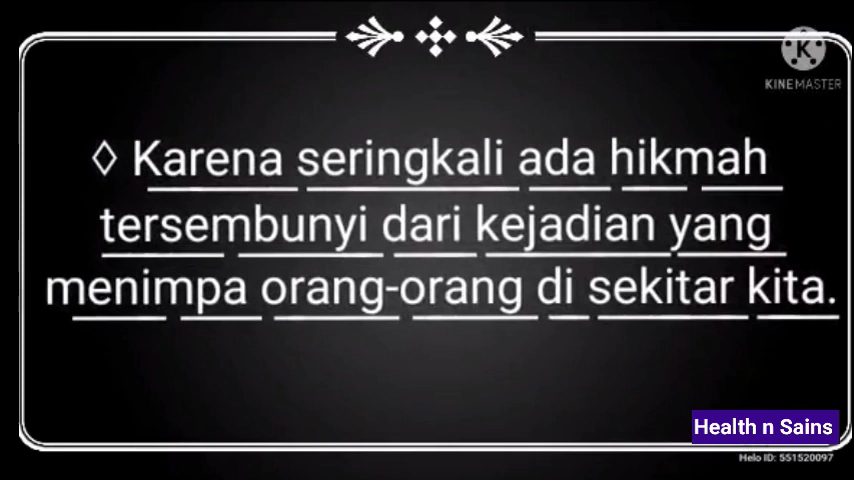 KINEMASTER
◊ Karena seringkali ada hikmah
tersembunyi dari kejadian yang
menimpa orang-orang di sekitar kita.
Health n Sains
Helo ID: 551520097